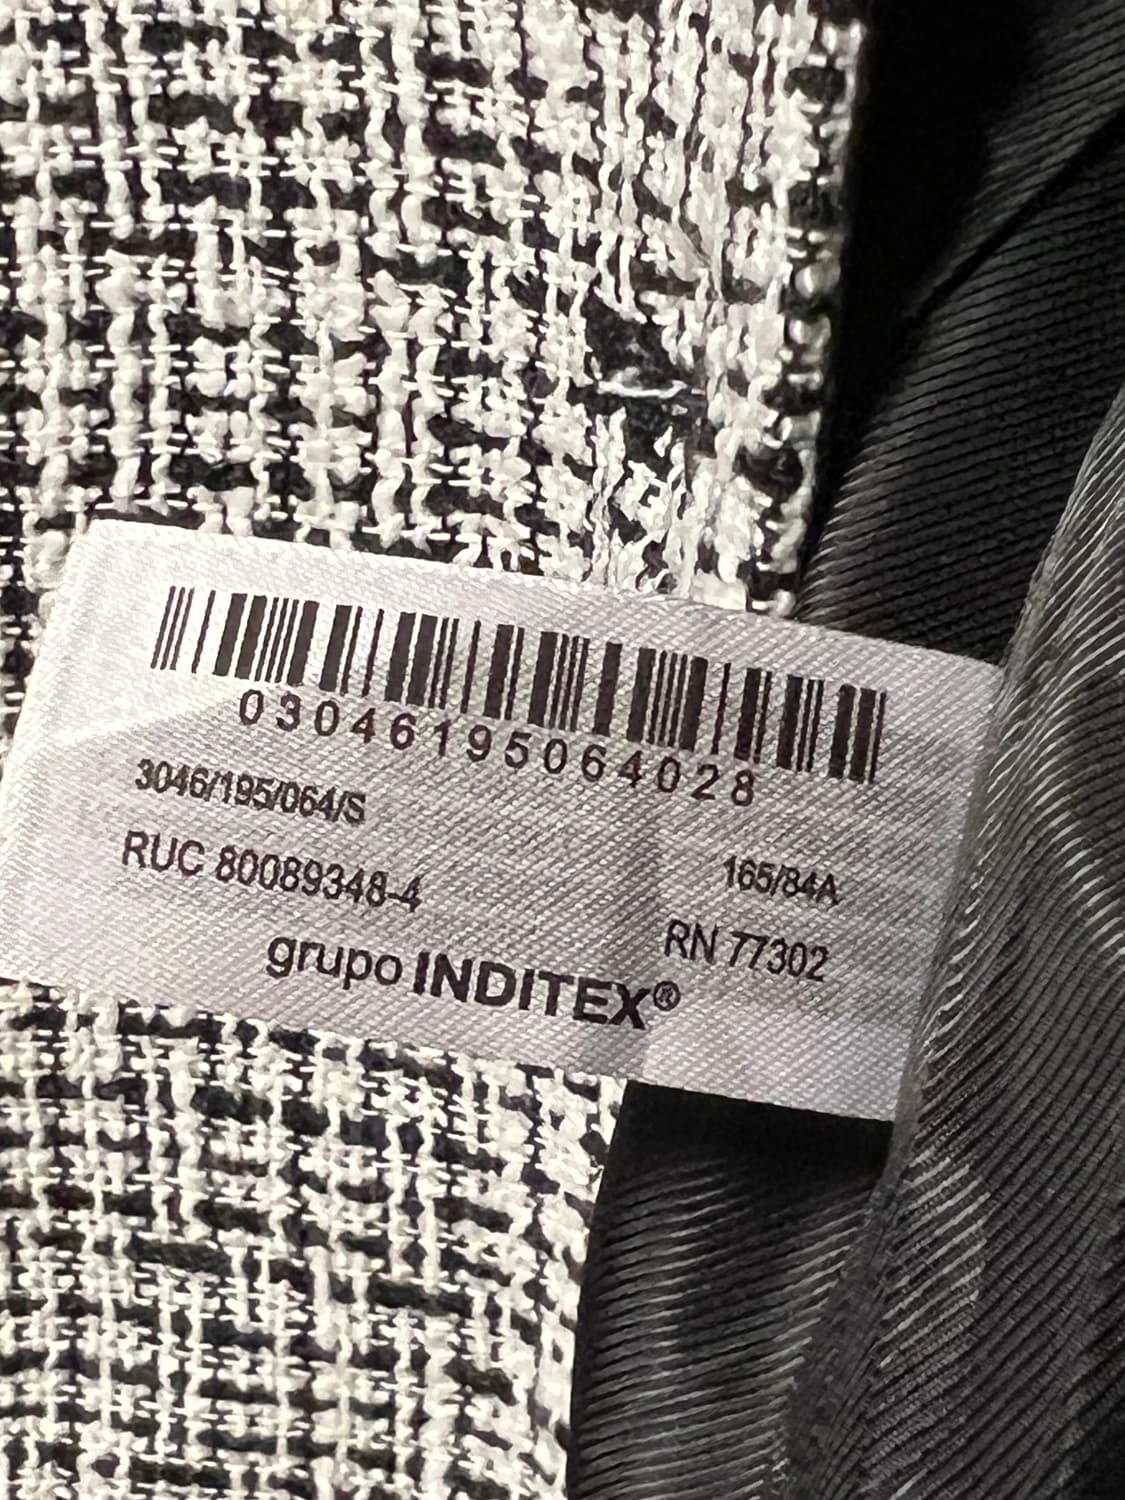 03046195064028
3046/195/064/S
165/84A
RUC 80089348-4
RN 77302
grupo INDITEX®